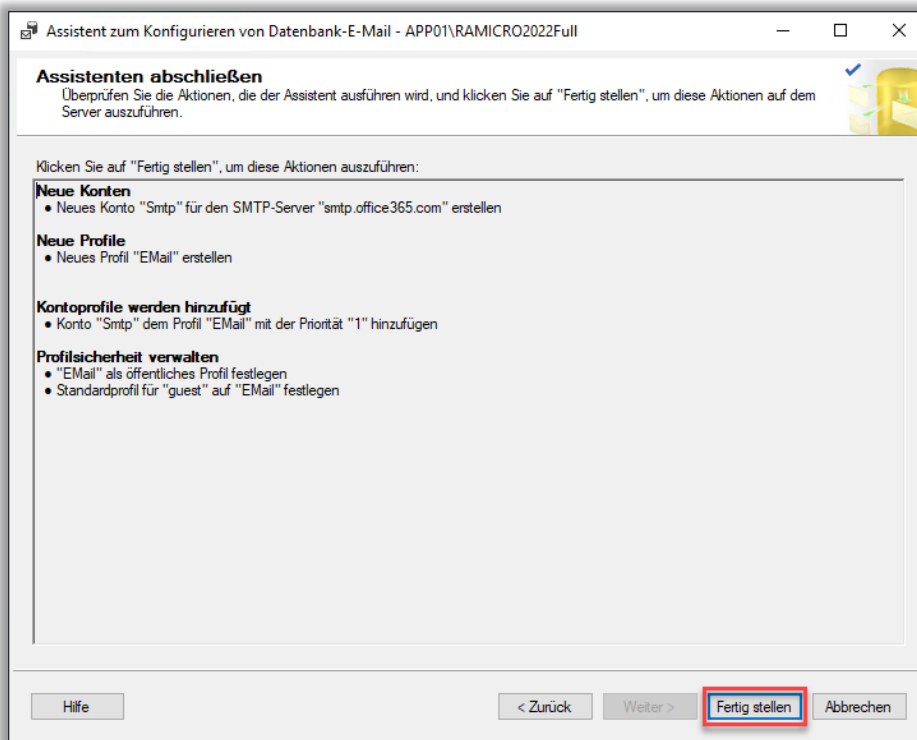 Assistent zum Konfigurieren von Datenbank-E-Mail - APP01\RAMICRO2022Full
Assistenten abschließen
Überprüfen Sie die Aktionen, die der Assistent ausführen wird, und klicken Sie auf "Fertig stellen", um diese Aktionen auf dem
Server auszuführen.
Klicken Sie auf "Fertig stellen", um diese Aktionen auszuführen:
Neue Konten
● Neues Konto "Smtp" für den SMTP-Server "smtp.office365.com" erstellen
Neue Profile
● Neues Profil "EMail" erstellen
Kontoprofile werden hinzufügt
● Konto "Smtp" dem Profil "EMail" mit der Priorität "1" hinzufügen
Profilsicherheit verwalten
● "EMail" als öffentliches Profil festlegen
● Standardprofil für "guest" auf "EMail" festlegen
Hilfe < Zurück Weiter > Fertig stellen Abbrechen